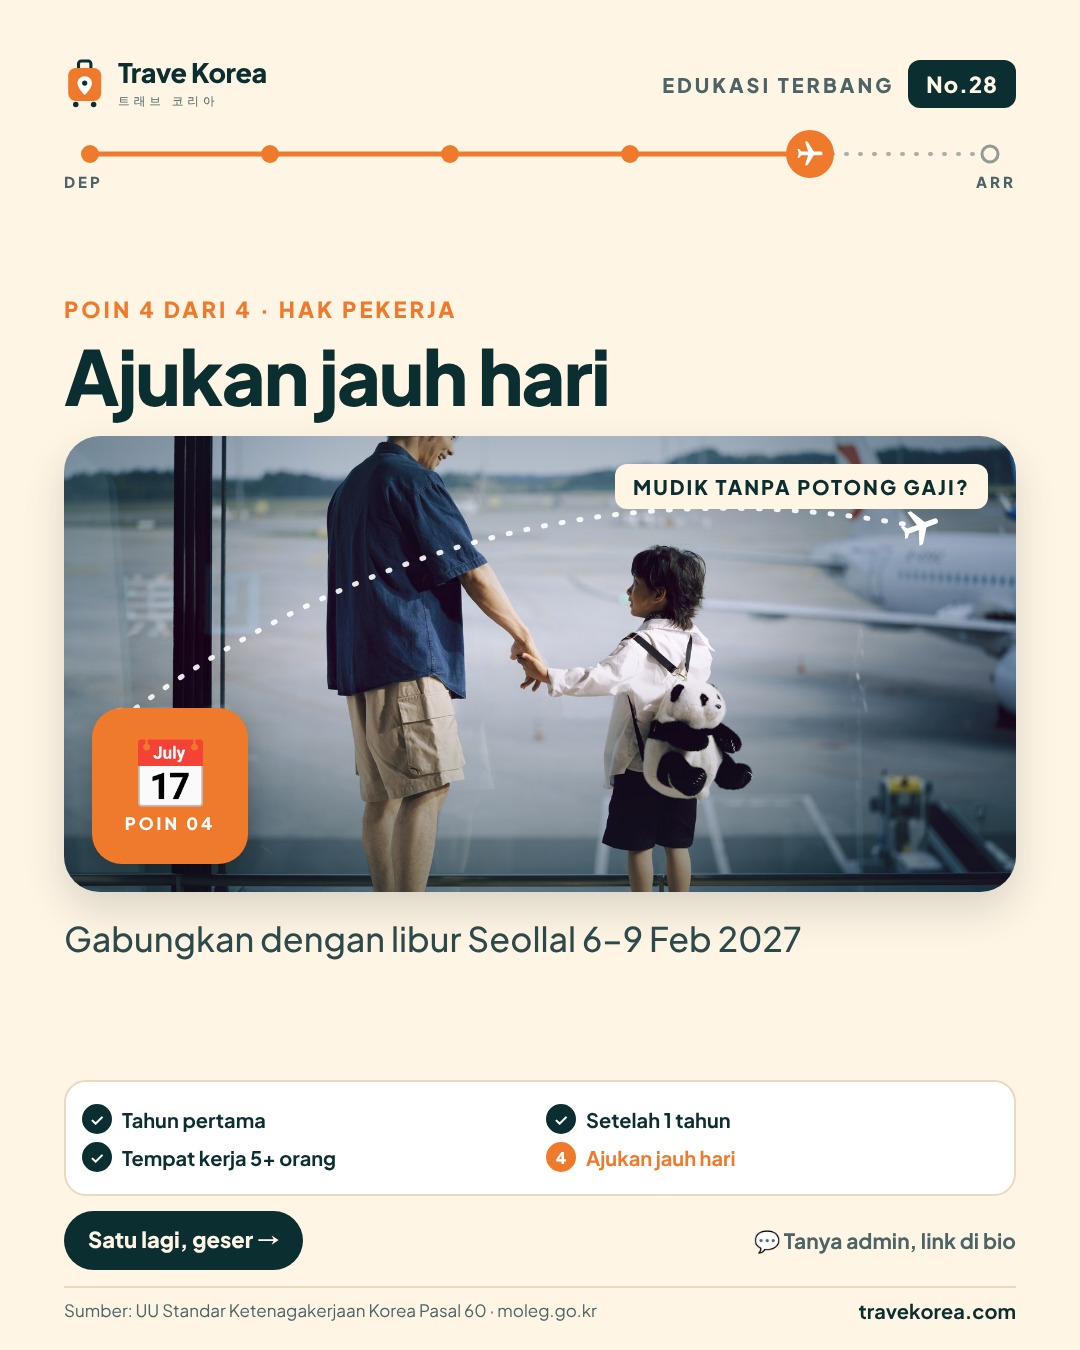 Trave Korea
트래브 코리아
EDUKASI TERBANG
No.28
DEP
ARR
POIN 4 DARI 4 · HAK PEKERJA
Ajukan jauh hari
MUDIK TANPA POTONG GAJI?
July
17
POIN 04
Gabungkan dengan libur Seollal 6–9 Feb 2027
Tahun pertama
Setelah 1 tahun
Tempat kerja 5+ orang
4 Ajukan jauh hari
Satu lagi, geser →
💬 Tanya admin, link di bio
Sumber: UU Standar Ketenagakerjaan Korea Pasal 60 · moleg.go.kr
travekorea.com